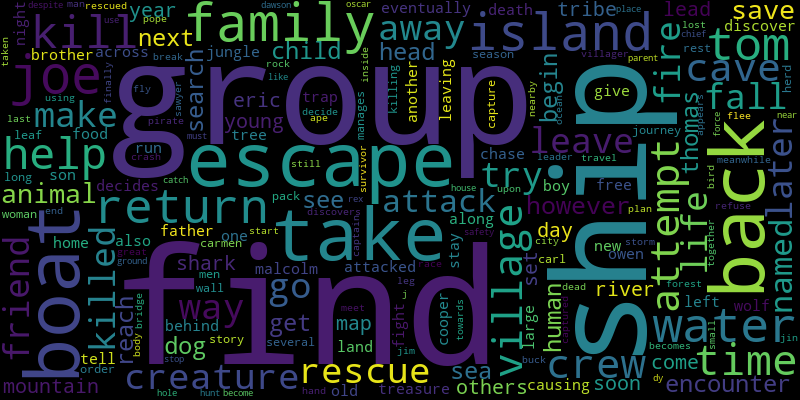 despite man rescued pope
year death
tribe dawson
oscar use place
lead
save
taken
kill
family
away
island
night across
next
child
head
begin
discover
tom
brother
jungle
chief villager
lost parent
killing
season
break
rock inside
joe
group
ship
fire
cave
herd
finally
fly like
search
another
leaving
sawyer
eric
trap decide
capture
give
nearby
ocean
rest
using
pirate
young
ape
make
manages
fall
last
leaf food
tree
crash
must
leader
journey
appears
flee near
help
escape
still
survivor
run
chase
leave
thomas
force
bird
meanwhile
long son
catch
pack house
try
boy
free travel
attempt
animal
decides
rex upon
woman
see
attack
however
plan
refuse
named
later
back
life
end
return
take
along
day
new
storm
together
boat
home also
father start
discovers
captain
stay
village
city
owen
friend
killed
great ground
carmen
one
race
safety
carl
shark
men
go
malcolm
attacked
sea
set
human
dead
forest
wolf
jin
reach
bridge
body
wall
way
find
leg j
cooper
towards
large
river
left
water
behind
get
map
fight
meet
captured
buck
becomes
small
tell
dog
story
several
land
jim
crew
come
time
order
stop
creature
rescue
others
causing
soon
dy
encounter
mountain
hole hunt become
hand old
treasure